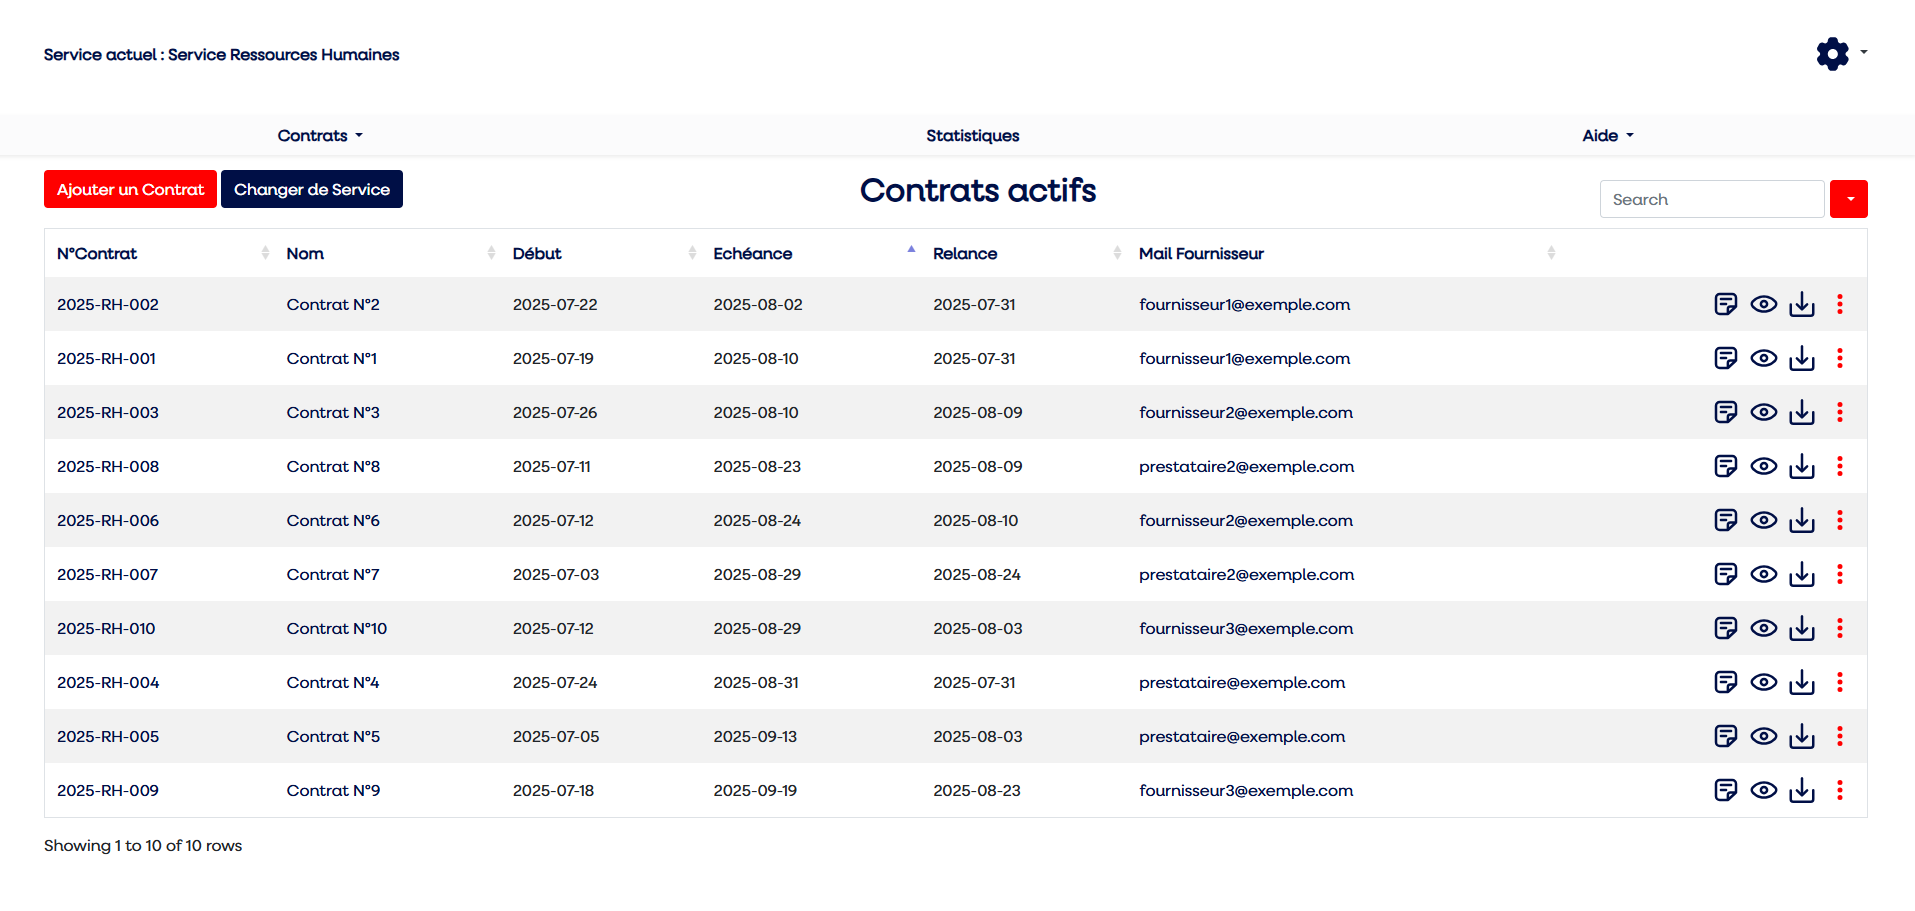 Service actuel : Service Ressources Humaines
Contrats Statistiques Aide
Ajouter un Contrat Changer de Service Contrats actifs Search
N°Contrat Nom Début Echéance Relance Mail Fournisseur
2025-RH-002 Contrat N°2 2025-07-22 2025-08-02 2025-07-31 fournisseur1@exemple.com
2025-RH-001 Contrat N°1 2025-07-19 2025-08-10 2025-07-31 fournisseur1@exemple.com
2025-RH-003 Contrat N°3 2025-07-26 2025-08-10 2025-08-09 fournisseur2@exemple.com
2025-RH-008 Contrat N°8 2025-07-11 2025-08-23 2025-08-09 prestataire2@exemple.com
2025-RH-006 Contrat N°6 2025-07-12 2025-08-24 2025-08-10 fournisseur2@exemple.com
2025-RH-007 Contrat N°7 2025-07-03 2025-08-29 2025-08-24 prestataire2@exemple.com
2025-RH-010 Contrat N°10 2025-07-12 2025-08-29 2025-08-03 fournisseur3@exemple.com
2025-RH-004 Contrat N°4 2025-07-24 2025-08-31 2025-07-31 prestataire@exemple.com
2025-RH-005 Contrat N°5 2025-07-05 2025-09-13 2025-08-03 prestataire@exemple.com
2025-RH-009 Contrat N°9 2025-07-18 2025-09-19 2025-08-23 fournisseur3@exemple.com
Showing 1 to 10 of 10 rows